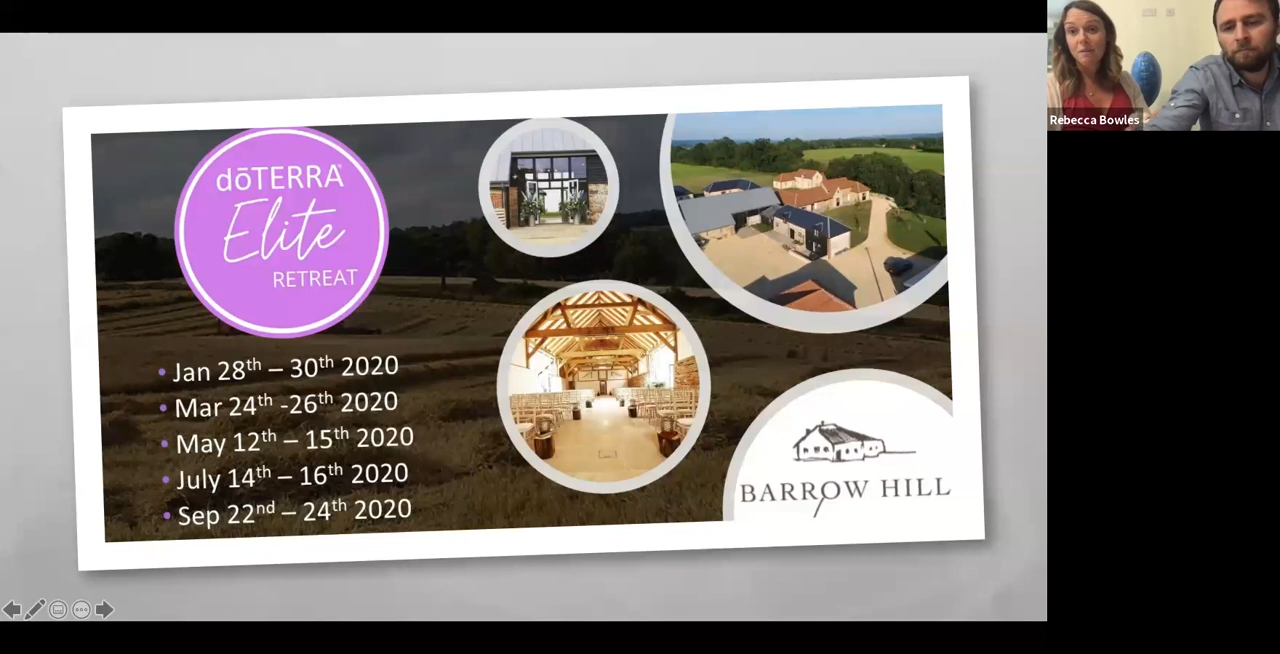 dōTERRA™
Elite
RETREAT
• Jan 28th – 30th 2020
• Mar 24th -26th 2020
• May 12th – 15th 2020
• July 14th – 16th 2020
• Sep 22nd – 24th 2020
BARROW HILL
Rebecca Bowles